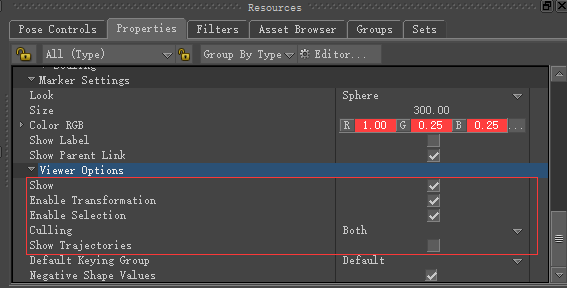 Resources
Pose Controls Properties Filters Asset Browser Groups Sets
All (Type) Group By Type Editor...
Marker Settings
Look Sphere
Size 300.00
Color RGB R 1.00 G 0.25 B 0.25 ...
Show Label
Show Parent Link
Viewer Options
Show
Enable Transformation
Enable Selection
Culling Both
Show Trajectories
Default Keying Group Default
Negative Shape Values